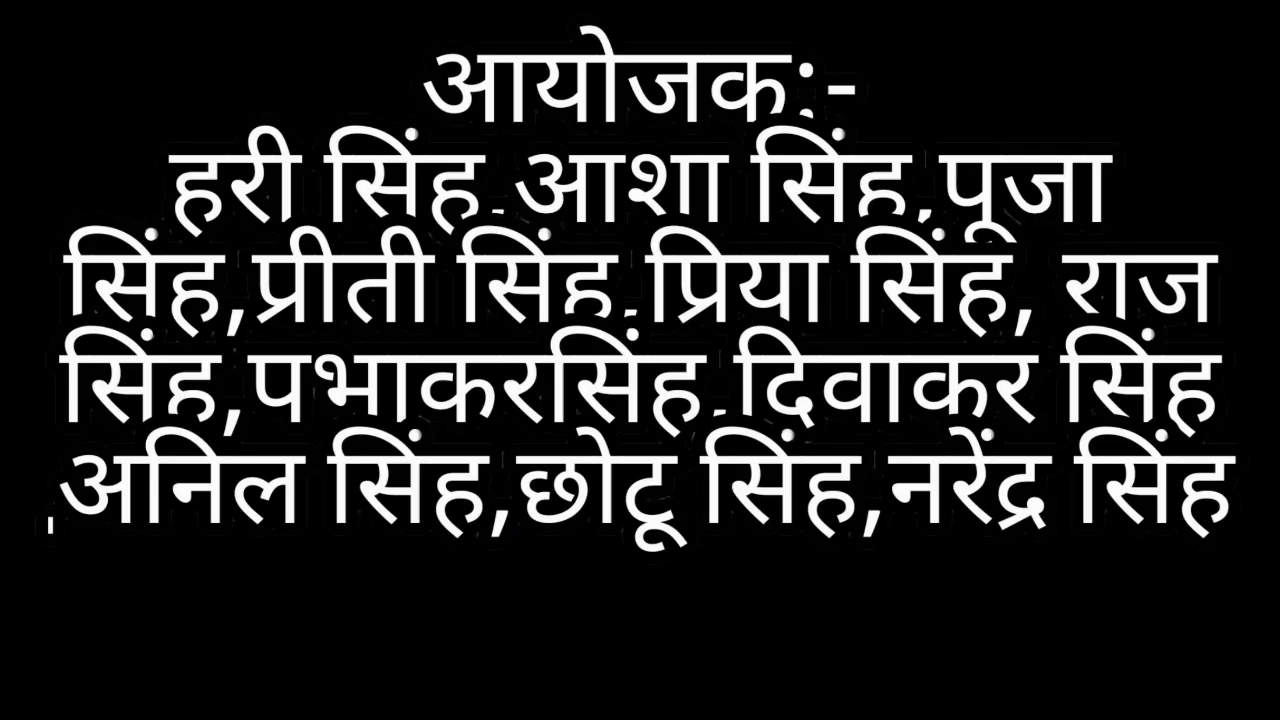 आयोजक:-
हरी सिंह,आशा सिंह,पूजा
सिंह,प्रीती सिंह,प्रिया सिंह, राज
सिंह,पभाकरसिंह,दिवाकर सिंह
,अनिल सिंह,छोटू सिंह,नरेंद्र सिंह